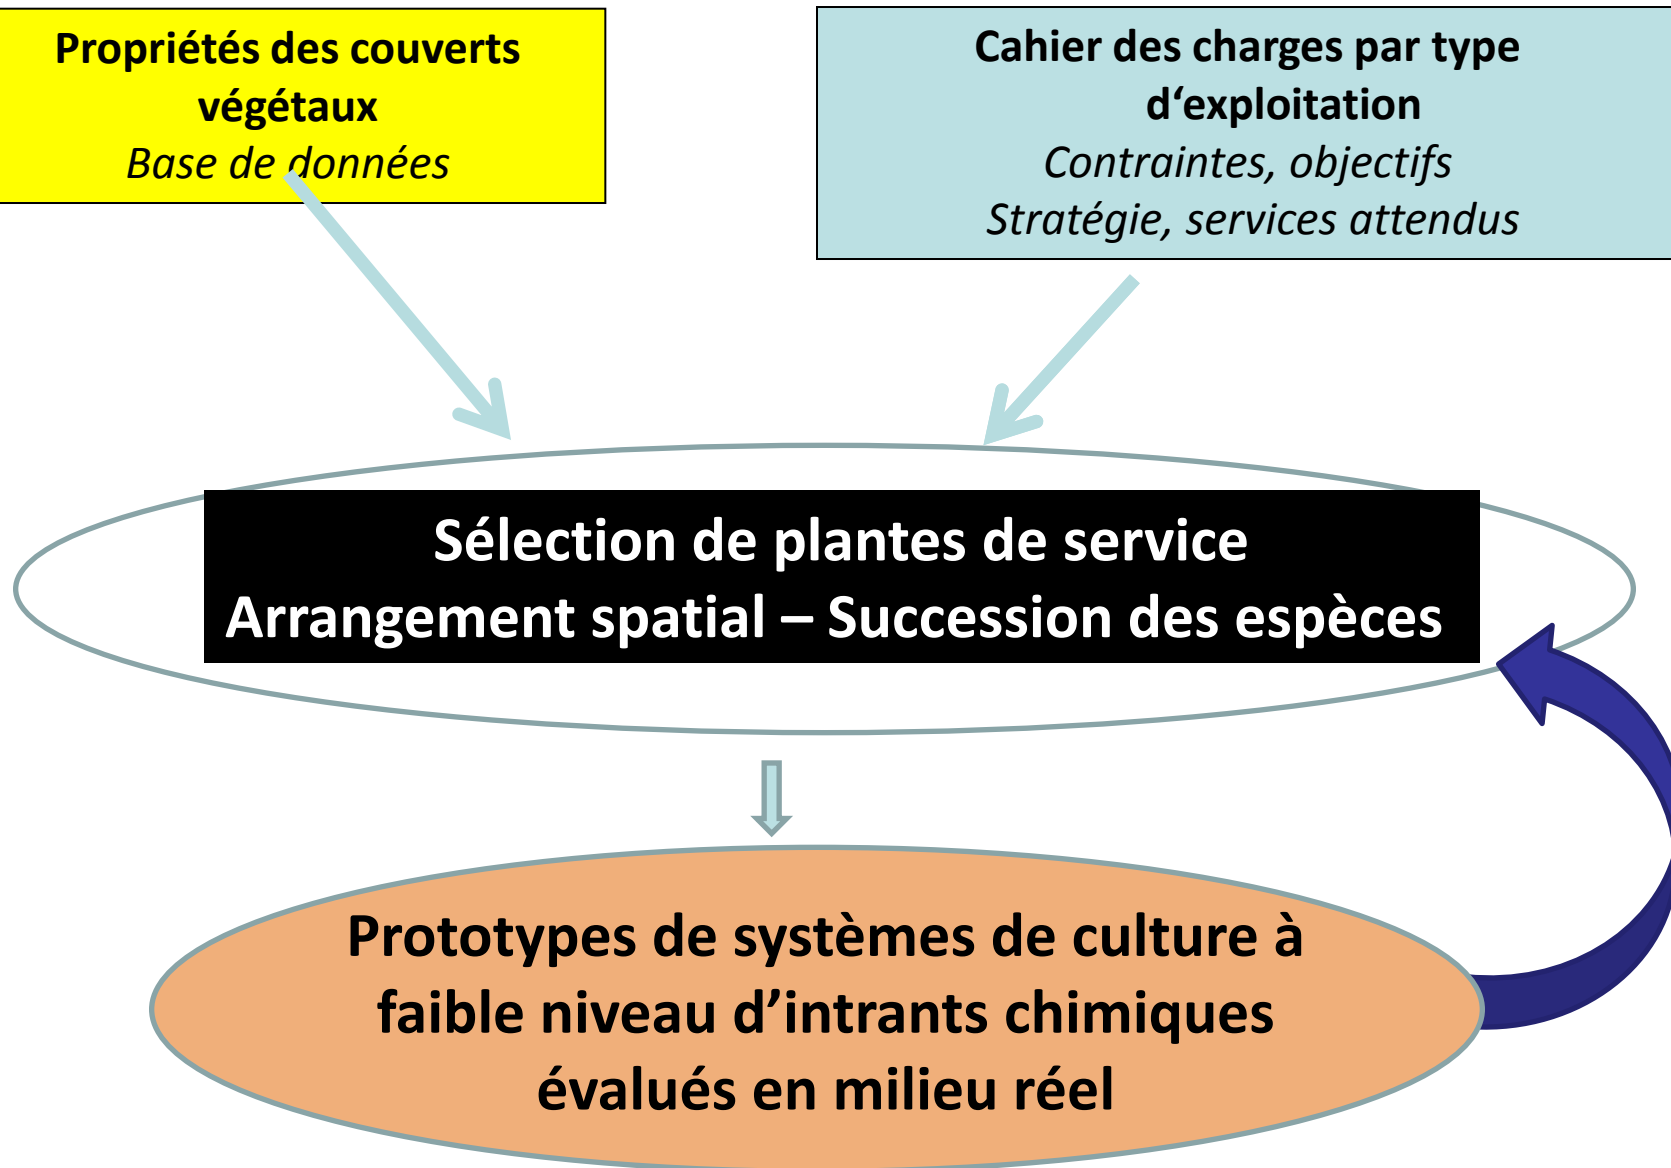 Propriétés des couverts
végétaux
Base de données
Cahier des charges par type
d‘exploitation
Contraintes, objectifs
Stratégie, services attendus
Sélection de plantes de service
Arrangement spatial – Succession des espèces
Prototypes de systèmes de culture à
faible niveau d’intrants chimiques
évalués en milieu réel